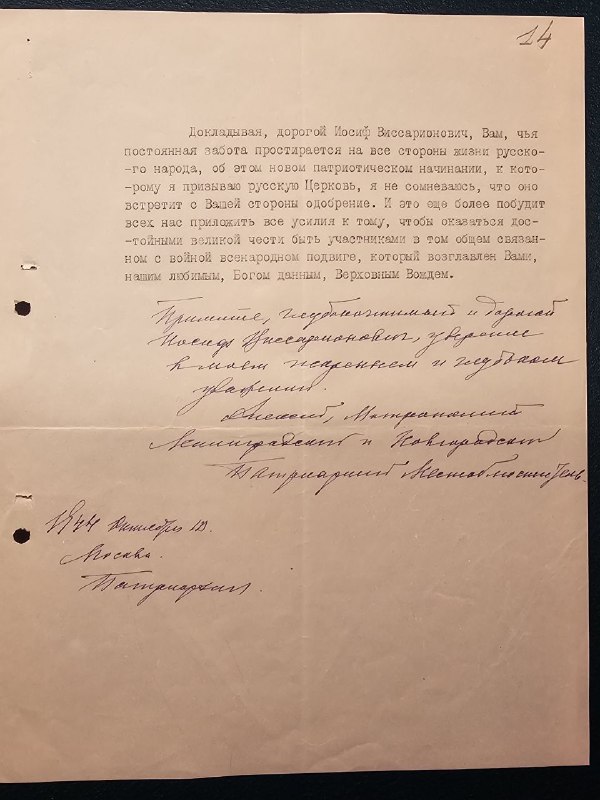 14
Докладывая, дорогой Иосиф Виссарионович, Вам, чья
постоянная забота простирается на все стороны жизни русско-
-го народа, об этом новом патриотическом начинании, к кото-
рому я призываю русскую Церковь, я не сомневаюсь, что оно
встретит с Вашей стороны одобрение. И это еще более побудит
всех нас приложить все усилия к тому, чтобы оказаться дос-
-тойными великой чести быть участниками в том общем связан-
ном с войной всенародном подвиге, который возглавлен Вами,
нашим любимым, Богом данным, Верховным Вождем.
Примите, глубокочтимый и дорогой
Иосиф Виссарионович, уверение
в моем искреннем и глубоком
уважении.
Алексий, Митрополит
Ленинградский и Новгородский
Патриарший Местоблюститель.
1944 Октября
Москва.
Патриархия.